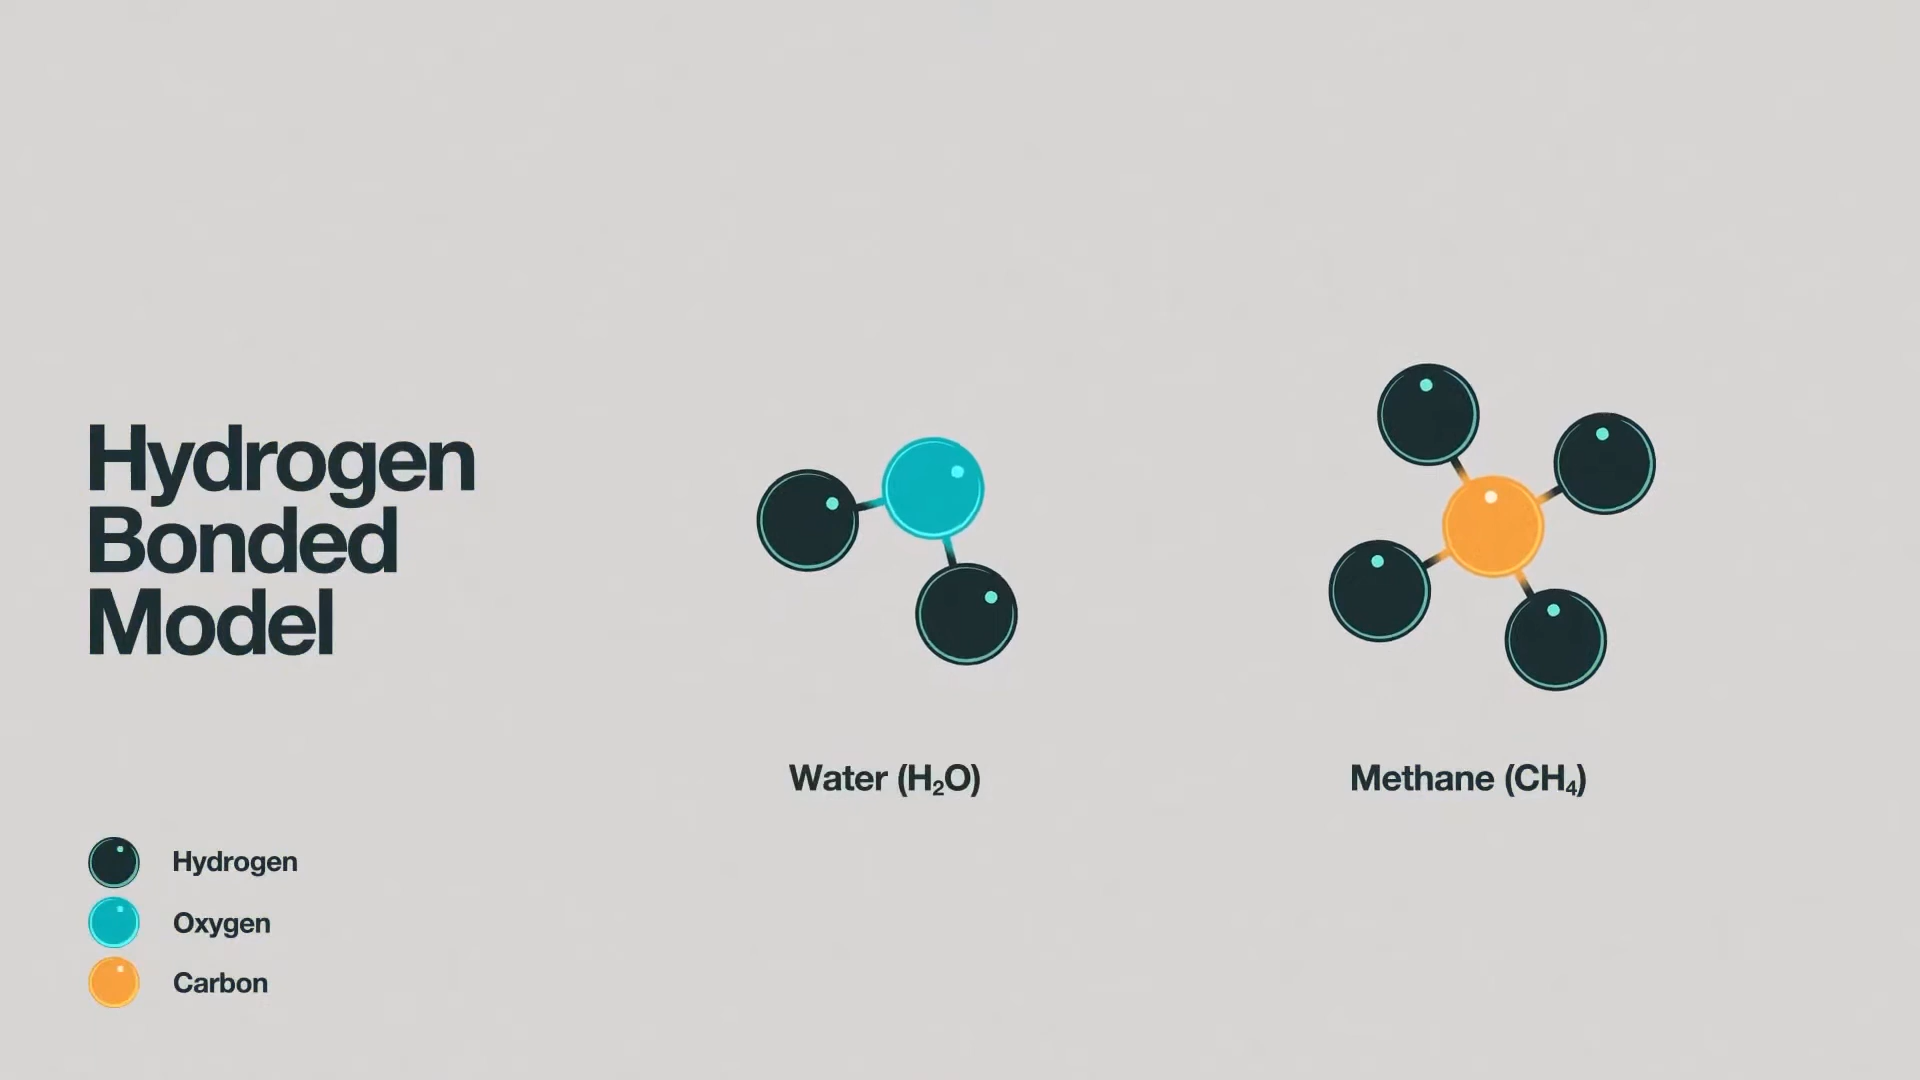 Hydrogen
Bonded
Model
Water (H₂O)
Methane (CH₄)
Hydrogen
Oxygen
Carbon